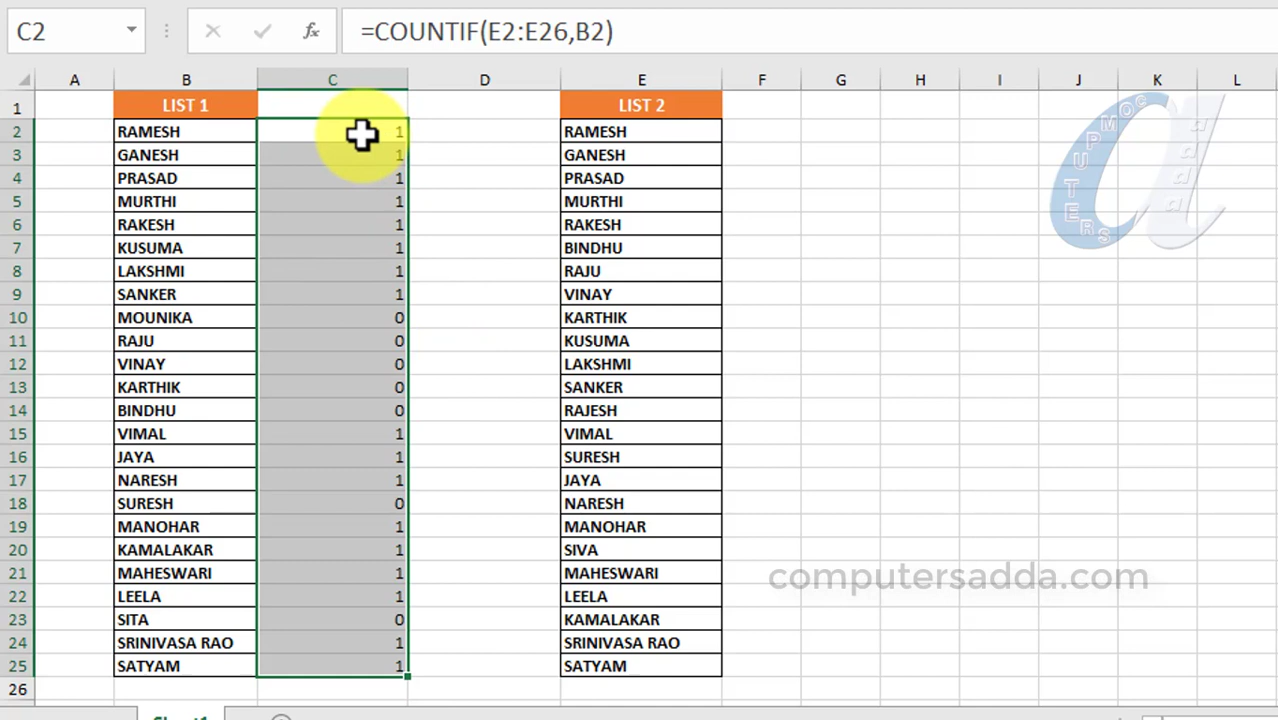 C2 fx =COUNTIF(E2:E26,B2)
A B C D E F G H I J K L
1 LIST 1 LIST 2
2 RAMESH 1 RAMESH
3 GANESH 1 GANESH
4 PRASAD 1 PRASAD
5 MURTHI 1 MURTHI
6 RAKESH 1 RAKESH
7 KUSUMA 1 BINDHU
8 LAKSHMI 1 RAJU
9 SANKER 1 VINAY
10 MOUNIKA 0 KARTHIK
11 RAJU 0 KUSUMA
12 VINAY 0 LAKSHMI
13 KARTHIK 0 SANKER
14 BINDHU 0 RAJESH
15 VIMAL 1 VIMAL
16 JAYA 1 SURESH
17 NARESH 1 JAYA
18 SURESH 0 NARESH
19 MANOHAR 1 MANOHAR
20 KAMALAKAR 1 SIVA
21 MAHESWARI 1 MAHESWARI
22 LEELA 1 LEELA
23 SITA 0 KAMALAKAR
24 SRINIVASA RAO 1 SRINIVASA RAO
25 SATYAM 1 SATYAM
26
COMPUTERS
adda
computersadda.com
Sheet1